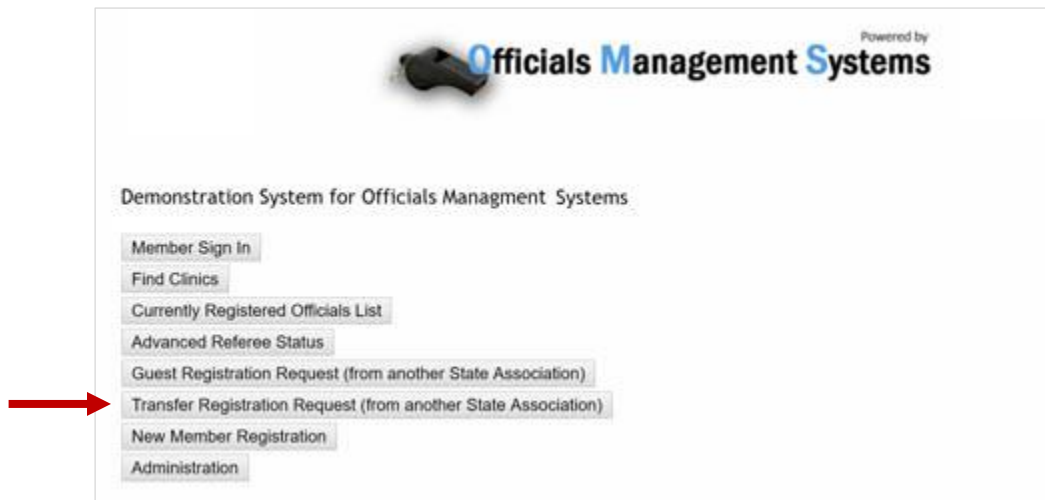 Powered by
Officials Management Systems
Demonstration System for Officials Managment Systems
Member Sign In
Find Clinics
Currently Registered Officials List
Advanced Referee Status
Guest Registration Request (from another State Association)
Transfer Registration Request (from another State Association)
New Member Registration
Administration